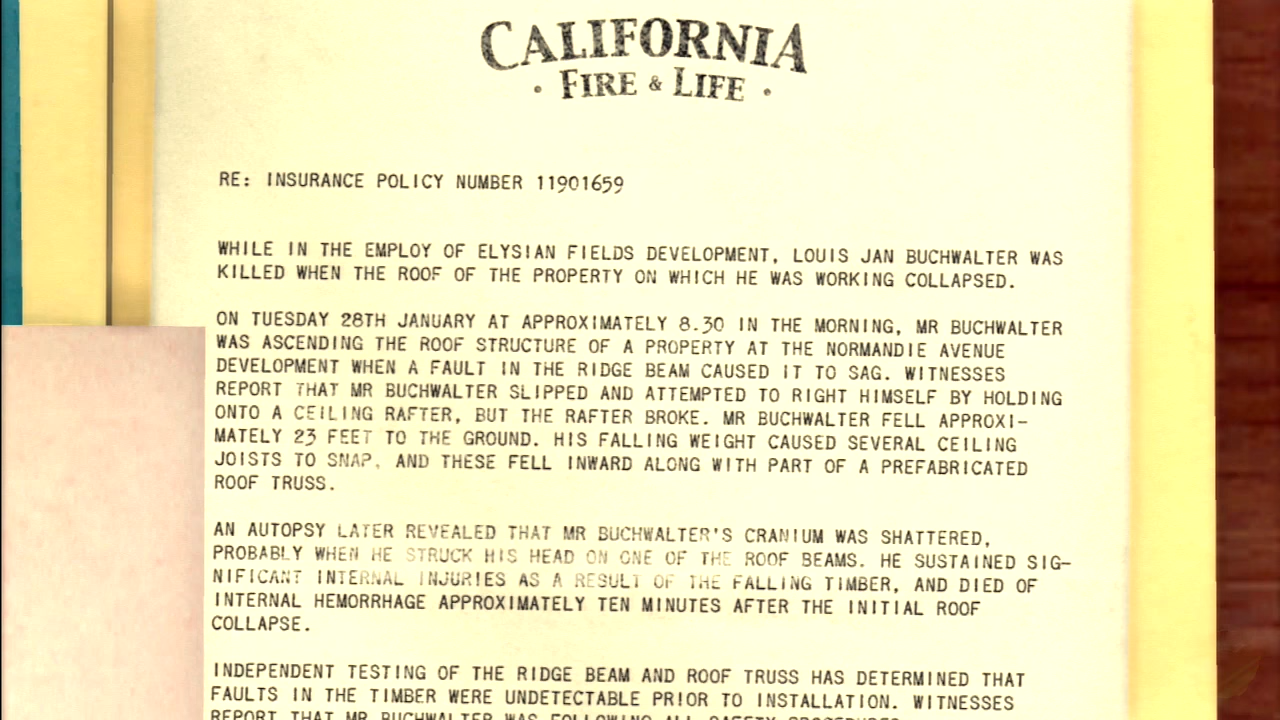 CALIFORNIA
· FIRE & LIFE ·
RE: INSURANCE POLICY NUMBER 11901659
WHILE IN THE EMPLOY OF ELYSIAN FIELDS DEVELOPMENT, LOUIS JAN BUCHWALTER WAS
KILLED WHEN THE ROOF OF THE PROPERTY ON WHICH HE WAS WORKING COLLAPSED.
ON TUESDAY 28TH JANUARY AT APPROXIMATELY 8.30 IN THE MORNING, MR BUCHWALTER
WAS ASCENDING THE ROOF STRUCTURE OF A PROPERTY AT THE NORMANDIE AVENUE
DEVELOPMENT WHEN A FAULT IN THE RIDGE BEAM CAUSED IT TO SAG. WITNESSES
REPORT THAT MR BUCHWALTER SLIPPED AND ATTEMPTED TO RIGHT HIMSELF BY HOLDING
ONTO A CEILING RAFTER, BUT THE RAFTER BROKE. MR BUCHWALTER FELL APPROXI-
MATELY 23 FEET TO THE GROUND. HIS FALLING WEIGHT CAUSED SEVERAL CEILING
JOISTS TO SNAP, AND THESE FELL INWARD ALONG WITH PART OF A PREFABRICATED
ROOF TRUSS.
AN AUTOPSY LATER REVEALED THAT MR BUCHWALTER'S CRANIUM WAS SHATTERED,
PROBABLY WHEN HE STRUCK HIS HEAD ON ONE OF THE ROOF BEAMS. HE SUSTAINED SIG-
NIFICANT INTERNAL INJURIES AS A RESULT OF THE FALLING TIMBER, AND DIED OF
INTERNAL HEMORRHAGE APPROXIMATELY TEN MINUTES AFTER THE INITIAL ROOF
COLLAPSE.
INDEPENDENT TESTING OF THE RIDGE BEAM AND ROOF TRUSS HAS DETERMINED THAT
FAULTS IN THE TIMBER WERE UNDETECTABLE PRIOR TO INSTALLATION. WITNESSES
REPORT THAT MR BUCHWALTER WAS FOLLOWING ALL SAFETY PROCEDURES